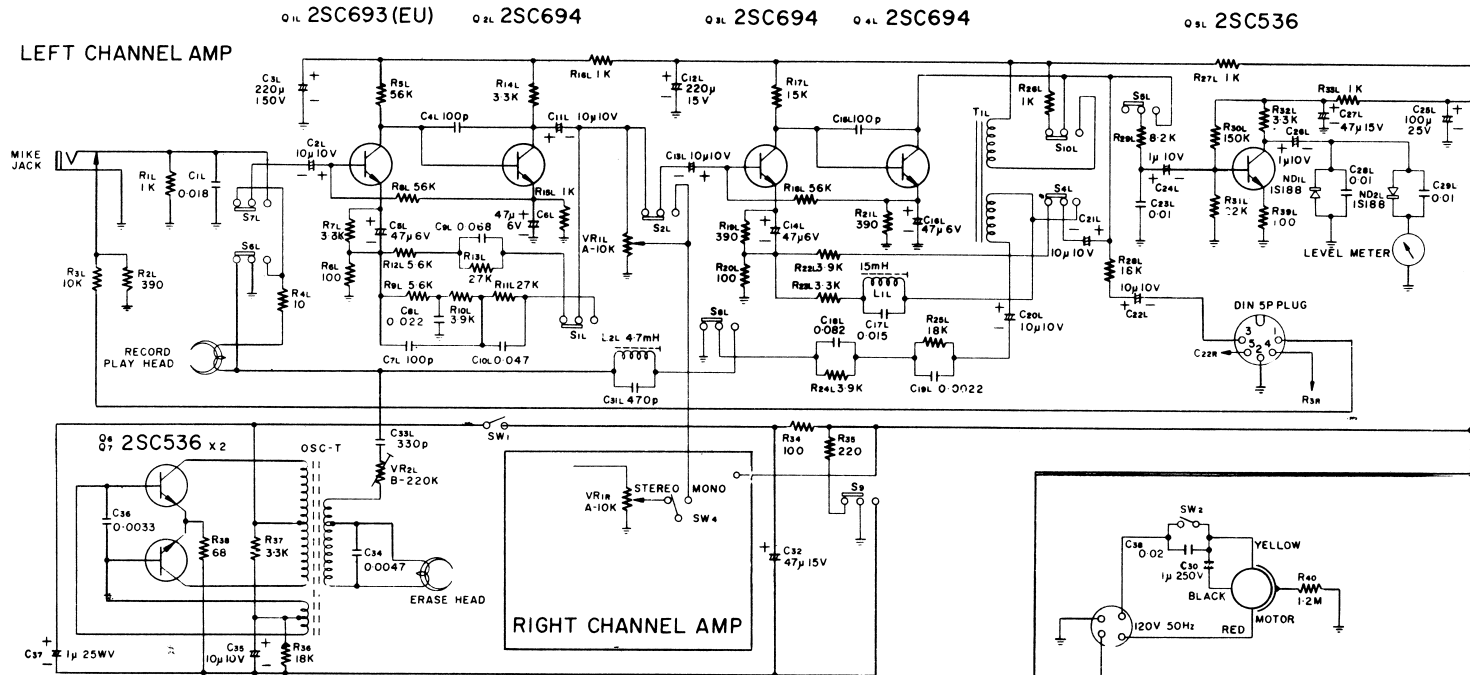 Q1L 2SC693 (EU)
Q2L 2SC694
Q3L 2SC694
Q4L 2SC694
Q5L 2SC536
LEFT CHANNEL AMP
C3L
220μ
150V
+
-
R5L
56K
R14L
3.3K
R16L 1K
C12L
220μ
15V
+
-
R17L
15K
R26L
1K
R27L 1K
R33L 1K
C4L 100p
C11L 10μ10V
+
C18L 100p
T1L
S10L
S5L
R29L
8.2K
R30L
150K
R32L
3.3K
C27L
47μ15V
+
C25L
100μ
25V
+
-
C26L
+
1μ10V
MIKE
JACK
R1L
1K
C1L
0.018
C2L
10μ10V
-
+
S7L
R8L 56K
R15L 1K
47μ
6V
C6L
+
-
C13L 10μ10V
-
+
S2L
R18L 56K
S4L
1μ 10V
-
+
C24L
C23L
0.01
ND1L
1S188
C28L
0.01
ND2L
1S188
C29L
0.01
R31L
22K
R39L
100
LEVEL METER
S6L
R7L
3.3K
C5L
47μ6V
+
-
C9L 0.068
R12L 5.6K
R13L
27K
VR1L
A-10K
R19L
390
C14L
47μ6V
+
-
R21L
390
C16L
47μ6V
+
C21L
+
-
10μ10V
R3L
10K
R2L
390
R4L
10
R6L
100
R9L 5.6K
R10L
3.9K
R11L 27K
C8L
0.022
S1L
R20L
100
R22L 3.9K
R23L 3.3K
15mH
L1L
C17L
0.015
R28L
16K
10μ10V
+
-
C22L
DIN 5P PLUG
3
1
5
4
2
C22R
R3R
RECORD
PLAY HEAD
C7L 100p
C10L 0.047
L2L 4.7mH
C31L 470p
S8L
C18L
0.082
R24L 3.9K
R25L
18K
C19L 0.0022
C20L
10μ10V
+
-
Q6
Q7 2SC536 X 2
OSC-T
C33L
330p
VR2L
B-220K
SW1
R34
100
R35
220
S9
C36
0.0033
R38
68
R37
3.3K
C34
0.0047
ERASE HEAD
VR1R
A-10K
STEREO
MONO
SW4
RIGHT CHANNEL AMP
C32
47μ15V
+
C37
1μ 25WV
+
-
C35
10μ10V
+
-
R36
18K
SW2
C38
0.02
C30
1μ 250V
YELLOW
BLACK
RED
MOTOR
R40
1.2M
120V 50Hz